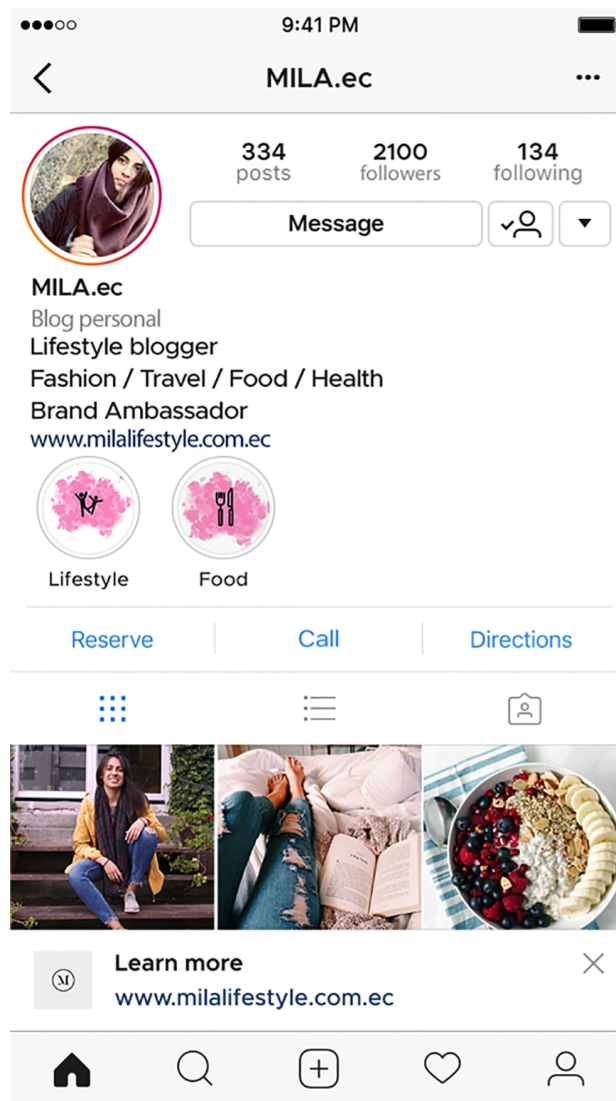 9:41 PM
MILA.ec
334 2100 134
posts followers following
Message
MILA.ec
Blog personal
Lifestyle blogger
Fashion / Travel / Food / Health
Brand Ambassador
www.milalifestyle.com.ec
Lifestyle Food
Reserve Call Directions
M
Learn more
www.milalifestyle.com.ec